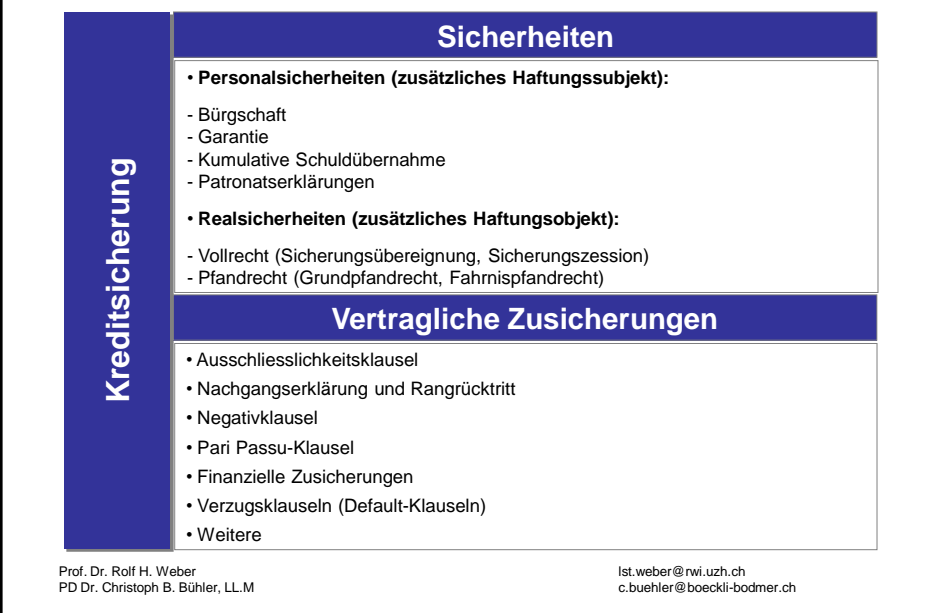 Kreditsicherung
Sicherheiten
• Personalsicherheiten (zusätzliches Haftungssubjekt):
- Bürgschaft
- Garantie
- Kumulative Schuldübernahme
- Patronatserklärungen
• Realsicherheiten (zusätzliches Haftungsobjekt):
- Vollrecht (Sicherungsübereignung, Sicherungszession)
- Pfandrecht (Grundpfandrecht, Fahrnispfandrecht)
Vertragliche Zusicherungen
• Ausschliesslichkeitsklausel
• Nachgangserklärung und Rangrücktritt
• Negativklausel
• Pari Passu-Klausel
• Finanzielle Zusicherungen
• Verzugsklauseln (Default-Klauseln)
• Weitere
Prof. Dr. Rolf H. Weber
PD Dr. Christoph B. Bühler, LL.M
lst.weber@rwi.uzh.ch
c.buehler@boeckli-bodmer.ch